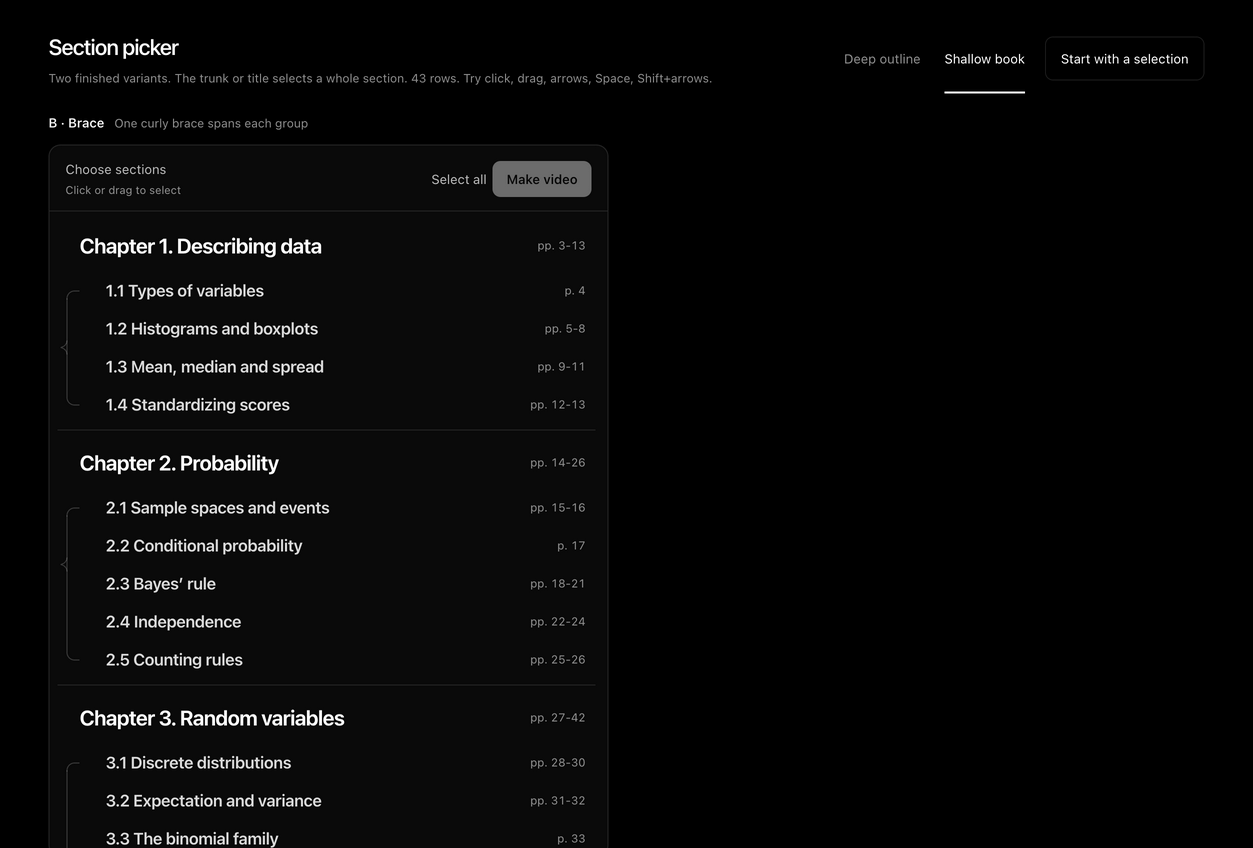 Section picker
Two finished variants. The trunk or title selects a whole section. 43 rows. Try click, drag, arrows, Space, Shift+arrows.
Deep outline
Shallow book
Start with a selection
B · Brace One curly brace spans each group
Choose sections
Click or drag to select
Select all
Make video
Chapter 1. Describing data pp. 3-13
1.1 Types of variables p. 4
1.2 Histograms and boxplots pp. 5-8
1.3 Mean, median and spread pp. 9-11
1.4 Standardizing scores pp. 12-13
Chapter 2. Probability pp. 14-26
2.1 Sample spaces and events pp. 15-16
2.2 Conditional probability p. 17
2.3 Bayes’ rule pp. 18-21
2.4 Independence pp. 22-24
2.5 Counting rules pp. 25-26
Chapter 3. Random variables pp. 27-42
3.1 Discrete distributions pp. 28-30
3.2 Expectation and variance pp. 31-32
3.3 The binomial family p. 33